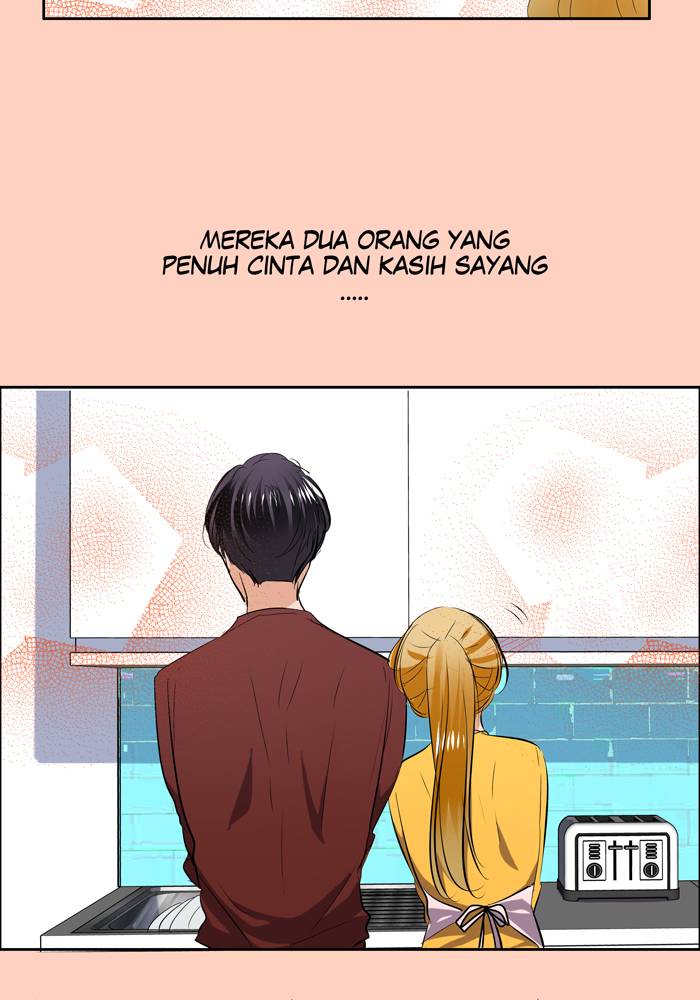 MEREKA DUA ORANG YANG
PENUH CINTA DAN KASIH SAYANG
.....